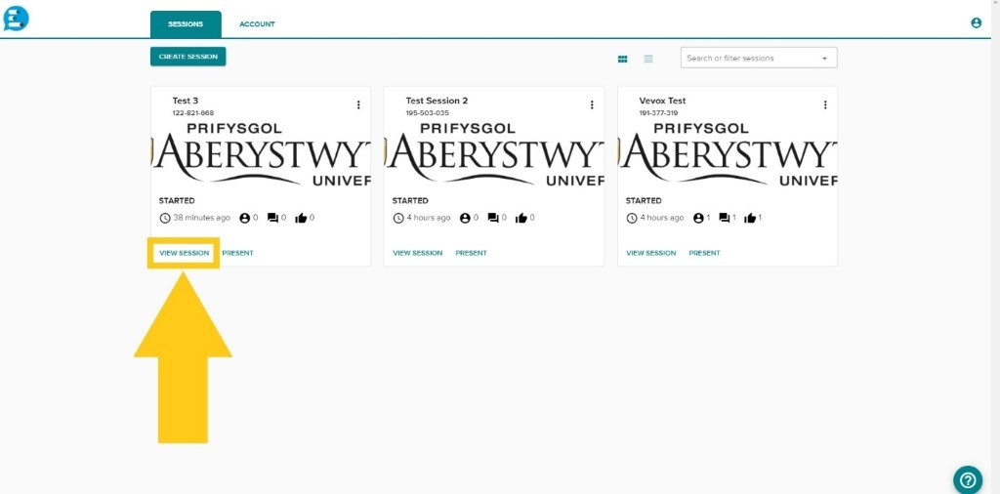 SESSIONS
ACCOUNT
CREATE SESSION
Search or filter sessions
Test 3
122-821-668
PRIFYSGOL
ABERYSTWYT
UNIVER
STARTED
38 minutes ago 0 0 0
VIEW SESSION PRESENT
Test Session 2
195-503-035
PRIFYSGOL
ABERYSTWYT
UNIVER
STARTED
4 hours ago 0 0 0
VIEW SESSION PRESENT
Vevox Test
191-377-319
PRIFYSGOL
ABERYSTWYT
UNIVER
STARTED
4 hours ago 1 1 1
VIEW SESSION PRESENT